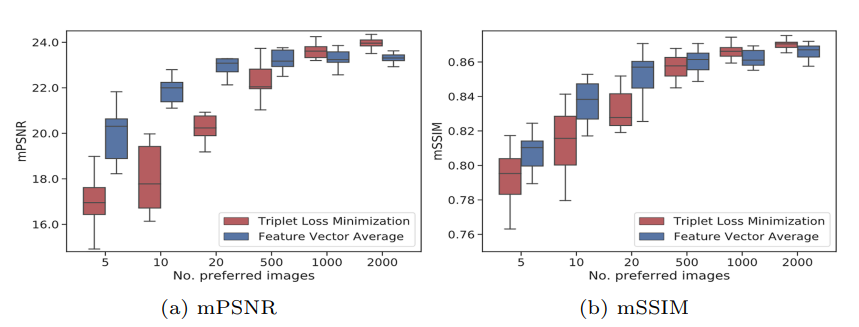 24.0
22.0
20.0
18.0
16.0
mPSNR
Triplet Loss Minimization
Feature Vector Average
5 10 20 500 1000 2000
No. preferred images
(a) mPSNR
0.86
0.84
0.82
0.80
0.78
0.76
mSSIM
Triplet Loss Minimization
Feature Vector Average
5 10 20 500 1000 2000
No. preferred images
(b) mSSIM